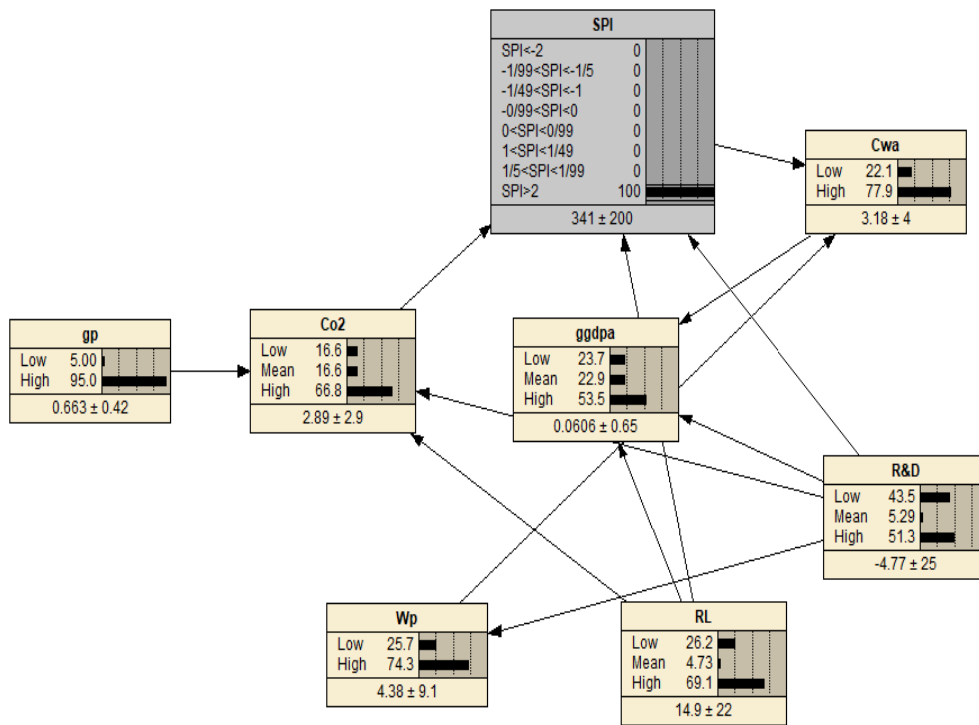 SPI
SPI<-2 0
-1/99<SPI<-1/5 0
-1/49<SPI<-1 0
-0/99<SPI<0 0
0<SPI<0/99 0
1<SPI<1/49 0
1/5<SPI<1/99 0
SPI>2 100
341 ± 200
Cwa
Low 22.1
High 77.9
3.18 ± 4
gp
Low 5.00
High 95.0
0.663 ± 0.42
Co2
Low 16.6
Mean 16.6
High 66.8
2.89 ± 2.9
ggdpa
Low 23.7
Mean 22.9
High 53.5
0.0606 ± 0.65
R&D
Low 43.5
Mean 5.29
High 51.3
-4.77 ± 25
Wp
Low 25.7
High 74.3
4.38 ± 9.1
RL
Low 26.2
Mean 4.73
High 69.1
14.9 ± 22